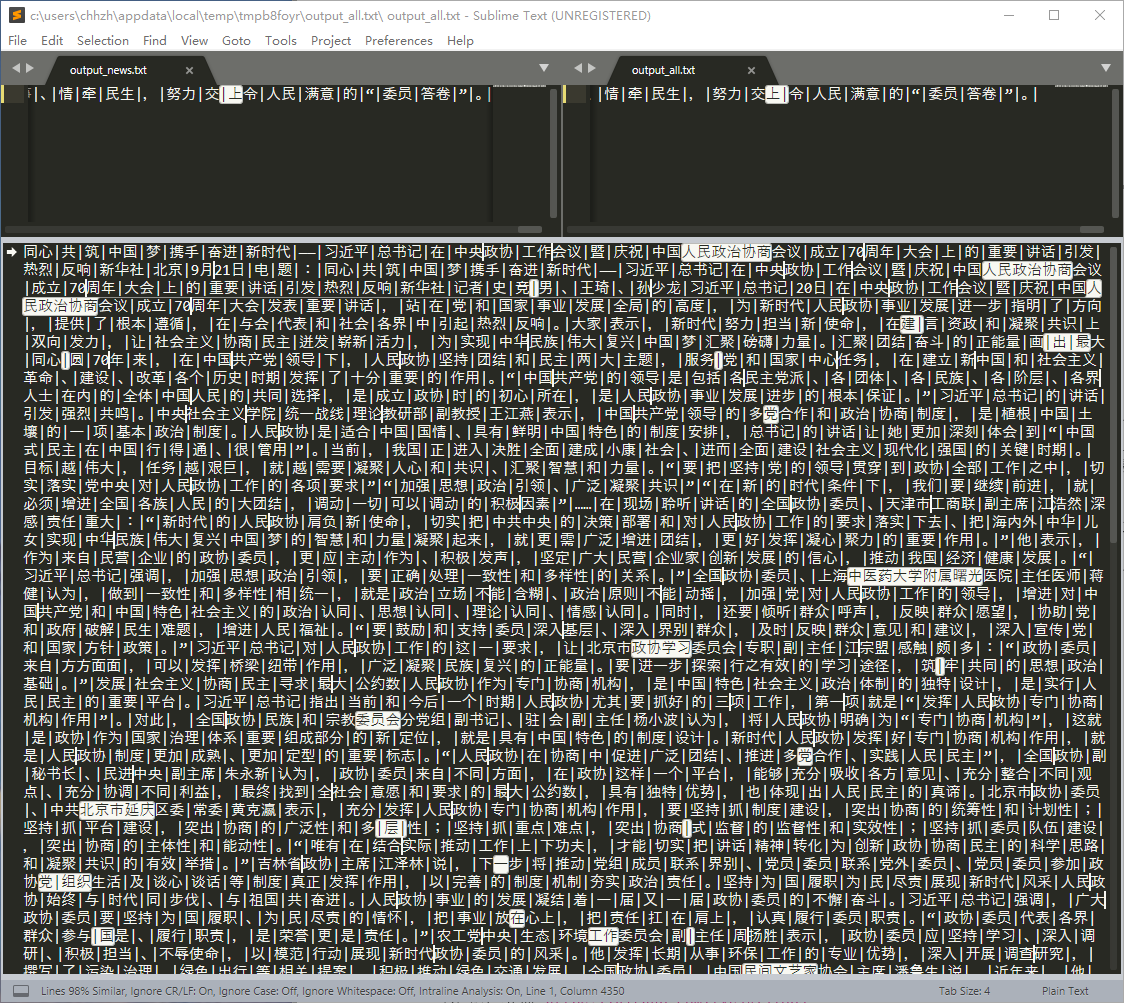 c:\users\chhzh\appdata\local\temp\tmpb8foyr\output_all.txt\ output_all.txt - Sublime Text (UNREGISTERED)
File Edit Selection Find View Goto Tools Project Preferences Help
output_news.txt
output_all.txt
|、|情|牵|民生|，|努力|交|上|令|人民|满意|的|“|委员|答卷|”|。|
|情|牵|民生|，|努力|交|上|令|人民|满意|的|“|委员|答卷|”|。|
同心|共|筑|中国|梦|携手|奋进|新时代|—|习近平|总书记|在|中央|政协|工作|会议|暨|庆祝|中国|人民政治协商|会议|成立|70|周年|大会|上|的|重要|讲话|引发|
热烈|反响|新华社|北京|9月|21日|电|题|：|同心|共|筑|中国|梦|携手|奋进|新时代|—|习近平|总书记|在|中央|政协|工作|会议|暨|庆祝|中国|人民政治协商|会议
|成立|70|周年|大会|上|的|重要|讲话|引发|热烈|反响|新华社|记者|史|竞|男|、|王琦|、|孙|少龙|习近平|总书记|20日|在|中央|政协|工作|会议|暨|庆祝|中国|人
民政治协商|会议|成立|70|周年|大会|发表|重要|讲话|，|站|在|党|和|国家|事业|发展|全局|的|高度|，|为|新时代|人民|政协|事业|发展|进一步|指明|了|方向
|，|提供|了|根本|遵循|，|在|与会|代表|和|社会|各界|中|引起|热烈|反响|。|大家|表示|，|新时代|努力|担当|新|使命|，|在|建|言|资政|和|凝聚|共识|上
|双向|发力|，|让|社会主义|协商|民主|迸发|崭新|活力|，|为|实现|中华|民族|伟大|复兴|中国|梦|汇聚|磅礴|力量|。|汇聚|团结|奋斗|的|正能量|画|出|最大
|同心|圆|70|年|来|，|在|中国|共产党|领导|下|，|人民|政协|坚持|团结|和|民主|两|大|主题|，|服务|党|和|国家|中心|任务|，|在|建立|新|中国|和|社会主义|
革命|、|建设|、|改革|各个|历史|时期|发挥|了|十分|重要|的|作用|。|“|中国|共产党|的|领导|是|包括|各|民主党派|、|各|团体|、|各|民族|、|各|阶层|、|各界
人士|在内|的|全体|中国|人民|的|共同|选择|，|是|成立|政协|时|的|初心|所在|，|是|人民|政协|事业|发展|进步|的|根本|保证|。|”|习近平|总书记|的|讲话|
引发|强烈|共鸣|。|中央|社会主义|学院|统一战线|理论|教研部|副教授|王江燕|表示|，|中国|共产党|领导|的|多|党|合作|和|政治|协商|制度|，|是|植根|中国|土
壤|的|一|项|基本|政治|制度|。|人民|政协|是|适合|中国|国情|、|具有|鲜明|中国|特色|的|制度|安排|，|总书记|的|讲话|让|她|更加|深刻|体会|到|“|中国
式|民主|在|中国|行|得|通|、|很|管用|”|。|当前|，|我国|正|进入|决胜|全面|建成|小康|社会|、|进而|全面|建设|社会主义|现代化|强国|的|关键|时期|。|
目标|越|伟大|，|任务|越|艰巨|，|就|越|需要|凝聚|人心|和|共识|、|汇聚|智慧|和|力量|。|“|要|把|坚持|党|的|领导|贯穿|到|政协|全部|工作|之中|，|切
实|落实|党中央|对|人民|政协|工作|的|各项|要求|”|“|加强|思想|政治|引领|、|广泛|凝聚|共识|”|“|在|新|的|时代|条件|下|，|我们|要|继续|前进|，|就|
必须|增进|全国|各族|人民|的|大团结|，|调动|一切|可以|调动|的|积极|因素|”|……|在|现场|聆听|讲话|的|全国|政协|委员|、|天津市|工商联|副|主席|江|浩然|深
感|责任|重大|：|“|新时代|的|人民|政协|肩负|新|使命|，|切实|把|中共中央|的|决策|部署|和|对|人民|政协|工作|的|要求|落实|下去|、|把|海内外|中华|儿
女|实现|中华|民族|伟大|复兴|中国|梦|的|智慧|和|力量|凝聚|起来|，|就|更|需|广泛|增进|团结|，|更|好|发挥|凝心|聚力|的|重要|作用|。|”|他|表示|，|
作为|来自|民营|企业|的|政协|委员|，|更|应|主动|作为|、|积极|发声|，|坚定|广大|民营|企业家|创新|发展|的|信心|，|推动|我国|经济|健康|发展|。|“|
习近平|总书记|强调|，|加强|思想|政治|引领|，|要|正确|处理|一致性|和|多样性|的|关系|。|”|全国|政协|委员|、|上海|中医药大学附属曙光|医院|主任医师|蒋
健|认为|，|做到|一致性|和|多样性|相|统一|，|就是|政治|立场|不|能|含糊|、|政治|原则|不|能|动摇|，|加强|党|对|人民|政协|工作|的|领导|，|增进|对|中
国|共产党|和|中国|特色|社会主义|的|政治|认同|、|思想|认同|、|理论|认同|、|情感|认同|。|同时|，|还要|倾听|群众|呼声|，|反映|群众|愿望|，|协助|党|
和|政府|破解|民生|难题|，|增进|人民|福祉|。|“|要|鼓励|和|支持|委员|深入|基层|、|深入|界别|群众|，|及时|反映|群众|意见|和|建议|，|深入|宣传|党|
和|国家|方针|政策|。|”|习近平|总书记|对|人民|政协|工作|的|这|一|要求|，|让|北京市|政协学习|委员会|专职|副|主任|江|宗盟|感触|颇|多|：|“|政协|委员|
来自|方方面面|，|可以|发挥|桥梁|纽带|作用|，|广泛|凝聚|民族|复兴|的|正能量|。|要|进一步|探索|行之有效|的|学习|途径|，|筑|牢|共同|的|思想|政治|
基础|。|”|发展|社会主义|协商|民主|寻求|最大|公约数|人民|政协|作为|专门|协商|机构|，|是|中国|特色|社会主义|政治|体制|的|独特|设计|，|是|实行|人
民|民主|的|重要|平台|。|习近平|总书记|指出|当前|和|今后|一个|时期|人民|政协|尤其|要|抓好|的|三|项|工作|，|第一|项|就是|“|发挥|人民|政协|专门|协商|
机构|作用|”|。|对此|，|全国|政协|民族|和|宗教|委员会|分党组|副|书记|、|驻|会|副|主任|杨小波|认为|，|将|人民|政协|明确|为|“|专门|协商|机构|”|，|这就
|是|政协|作为|国家|治理|体系|重要|组成部分|的|新|定位|，|就是|具有|中国|特色|的|制度|设计|。|新时代|人民|政协|发挥|好|专门|协商|机构|作用|，|就
是|人民|政协|制度|更加|成熟|、|更加|定型|的|重要|标志|。|“|人民|政协|在|协商|中|促进|广泛|团结|、|推进|多|党|合作|、|实践|人民|民主|”|，|全国|政协|副
|秘书长|、|民进|中央|副主席|朱永新|认为|，|政协|委员|来自|不同|方面|，|在|政协|这样|一个|平台|，|能够|充分|吸收|各方|意见|、|充分|整合|不同|观
点|、|充分|协调|不同|利益|，|最终|找到|全|社会|意愿|和|要求|的|最大|公约数|，|具有|独特|优势|，|也|体现|出|人民|民主|的|真谛|。|北京市|政协|委员
|、|中共|北京市延庆|区委|常委|黄克瀛|表示|，|充分|发挥|人民|政协|专门|协商|机构|作用|，|要|坚持|抓|制度|建设|，|突出|协商|的|统筹性|和|计划性|；|
坚持|抓|平台|建设|，|突出|协商|的|广泛性|和|多|层|性|；|坚持|抓|重点|难点|，|突出|协商|式|监督|的|监督性|和|实效性|；|坚持|抓|委员|队伍|建设|
，|突出|协商|的|主体性|和|能动性|。|“|唯有|在|结合|实际|推动|工作|上|下功夫|，|才能|切实|把|讲话|精神|转化|为|创新|政协|协商|民主|的|科学|思路
|和|凝聚|共识|的|有效|举措|。|”|吉林省|政协|主席|江泽林|说|，|下|一|步|将|推动|党组|成员|联系|界别|、|党员|委员|联系|党外|委员|、|党员|委员|参加|政
协|党|组织|生活|及|谈心|谈话|等|制度|真正|发挥|作用|，|以|完善|的|制度|机制|夯实|政治|责任|。|坚持|为|国|履职|为|民|尽责|展现|新时代|风采|人民|政
协|始终|与|时代|同|步伐|、|与|祖国|共|奋进|。|人民|政协|事业|的|发展|凝结|着|一|届|又|一|届|政协|委员|的|不懈|奋斗|。|习近平|总书记|强调|，|广大|
政协|委员|要|坚持|为|国|履职|、|为|民|尽责|的|情怀|，|把|事业|放|在|心上|，|把|责任|扛|在|肩上|，|认真|履行|委员|职责|。|“|政协|委员|代表|各界|
群众|参与|国|是|、|履行|职责|，|是|荣誉|更|是|责任|。|”|农工党|中央|生态|环境|工作|委员会|副|主任|周|扬胜|表示|，|政协|委员|应|坚持|学习|、|深入|调
研|、|积极|担当|、|不辱使命|，|以|模范|行动|展现|新时代|政协|委员|的|风采|。|他|发挥|长期|从事|环保|工作|的|专业|优势|，|深入|开展|调查|研究|，|
撰写|了|污染|治理|、|绿色|出行|等|相关|提案|，|积极|推动|绿色|交通|发展|。|全国|政协|委员|、|中国|民间文艺家|协会|主席|潘鲁生|说|，|近年来|，|他|
Lines 98% Similar, Ignore CR/LF: On, Ignore Case: Off, Ignore Whitespace: Off, Intraline Analysis: On, Line 1, Column 4350
Tab Size: 4
Plain Text